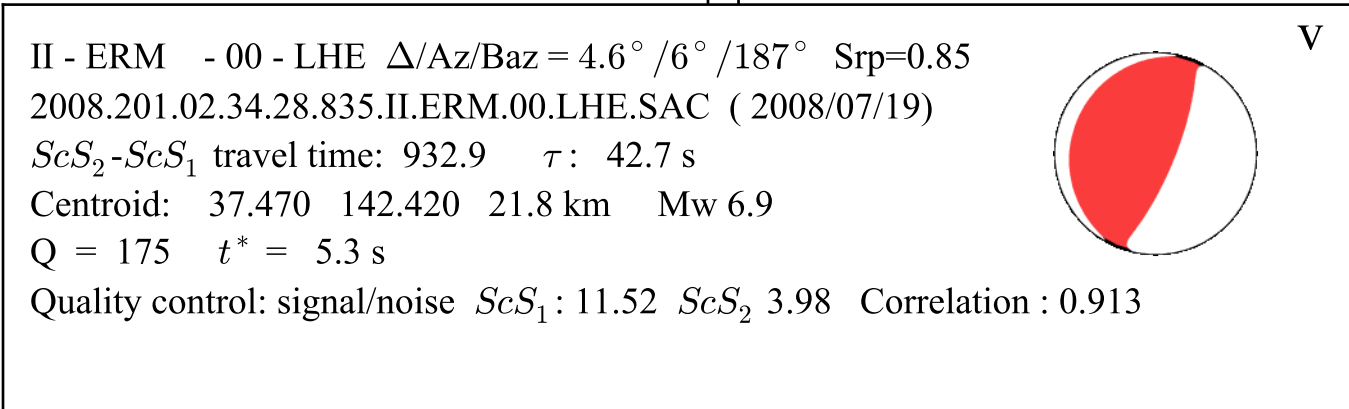 II - ERM - 00 - LHE Δ/Az/Baz = 4.6° /6° /187° Srp=0.85
V
2008.201.02.34.28.835.II.ERM.00.LHE.SAC ( 2008/07/19)
ScS₂-ScS₁ travel time: 932.9 τ : 42.7 s
Centroid: 37.470 142.420 21.8 km Mw 6.9
Q = 175 t* = 5.3 s
Quality control: signal/noise ScS₁ : 11.52 ScS₂ 3.98 Correlation : 0.913